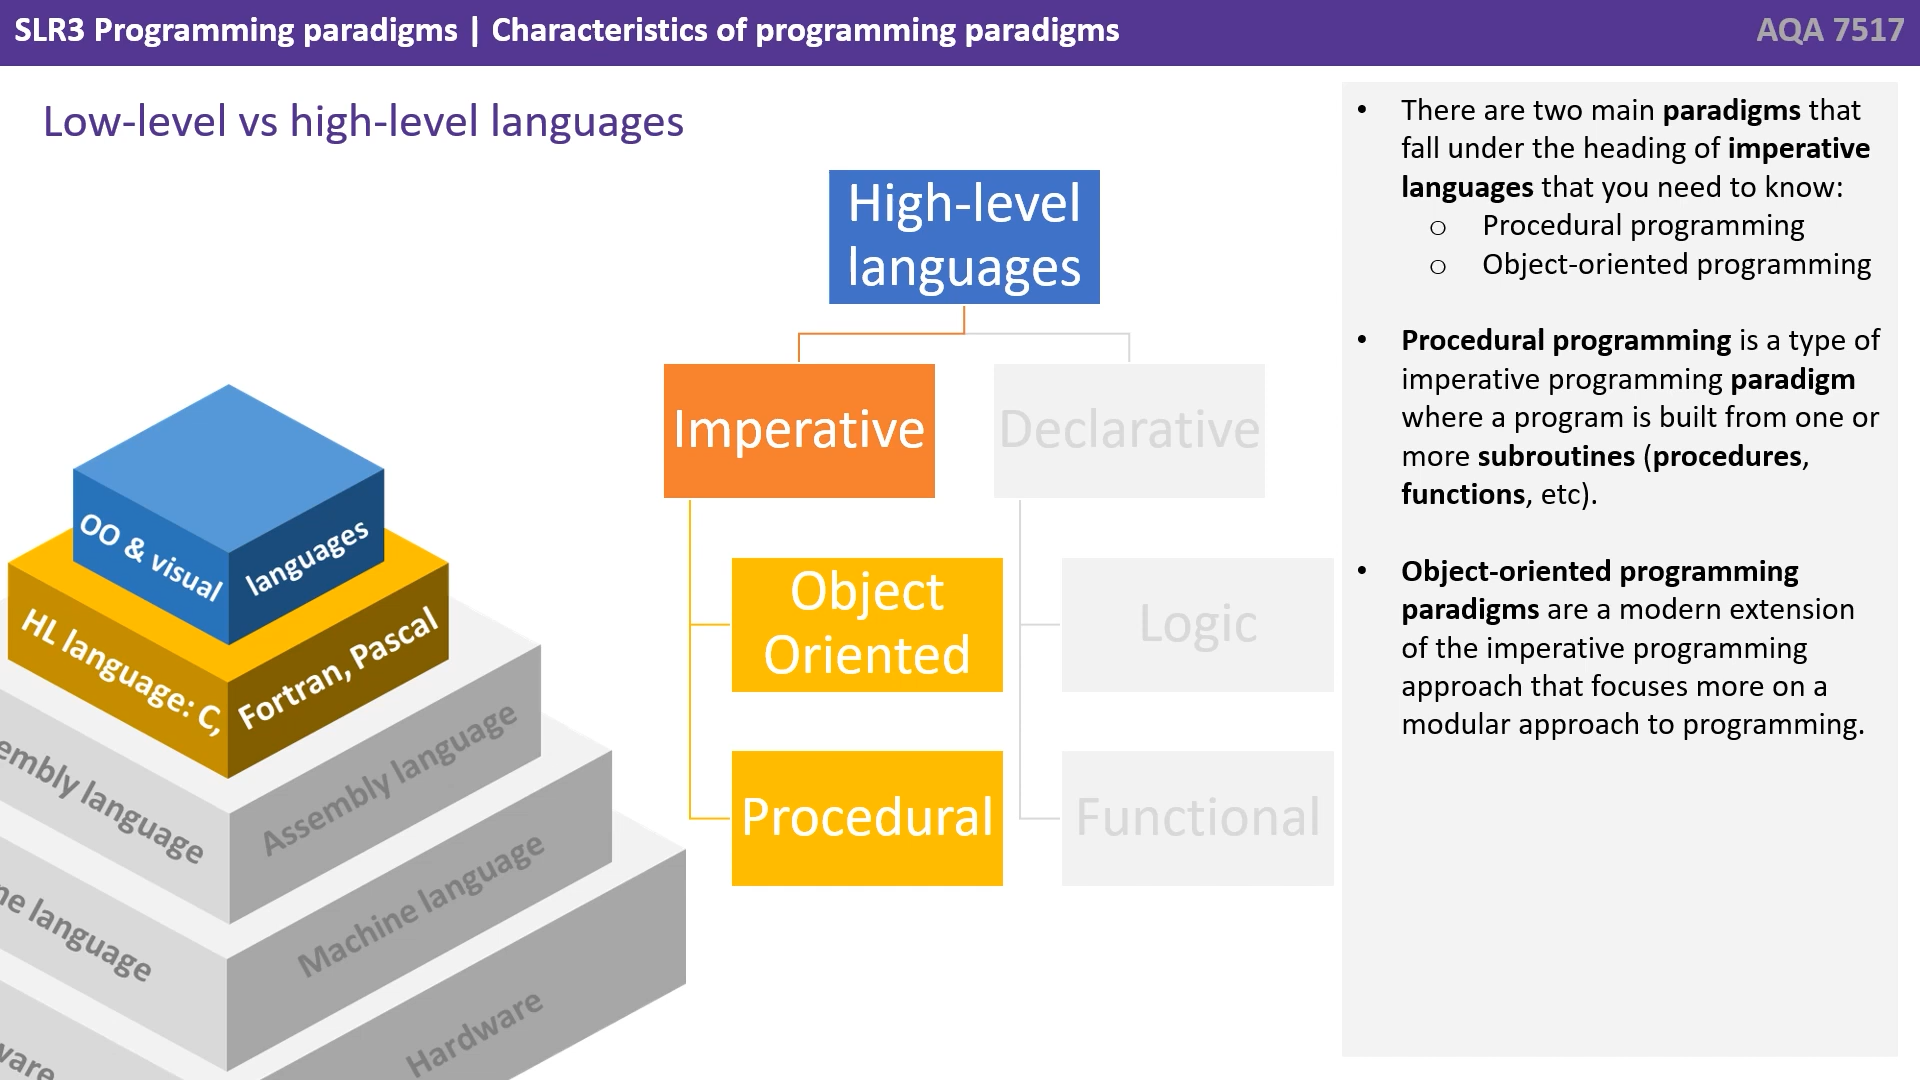 SLR3 Programming paradigms | Characteristics of programming paradigms
AQA 7517
Low-level vs high-level languages
High-level
languages
Imperative
Declarative
Object
Oriented
Logic
Procedural
Functional
OO & visual
languages
HL language: C,
Fortran, Pascal
embly language
Assembly language
ne language
Machine language
ware
Hardware
• There are two main paradigms that
fall under the heading of imperative
languages that you need to know:
o Procedural programming
o Object-oriented programming
• Procedural programming is a type of
imperative programming paradigm
where a program is built from one or
more subroutines (procedures,
functions, etc).
• Object-oriented programming
paradigms are a modern extension
of the imperative programming
approach that focuses more on a
modular approach to programming.